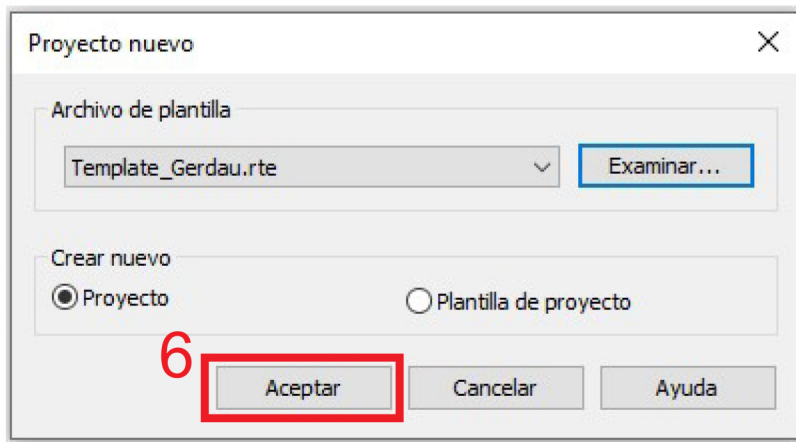 Proyecto nuevo
Archivo de plantilla
Template_Gerdau.rte
Examinar...
Crear nuevo
Proyecto
Plantilla de proyecto
6
Aceptar
Cancelar
Ayuda